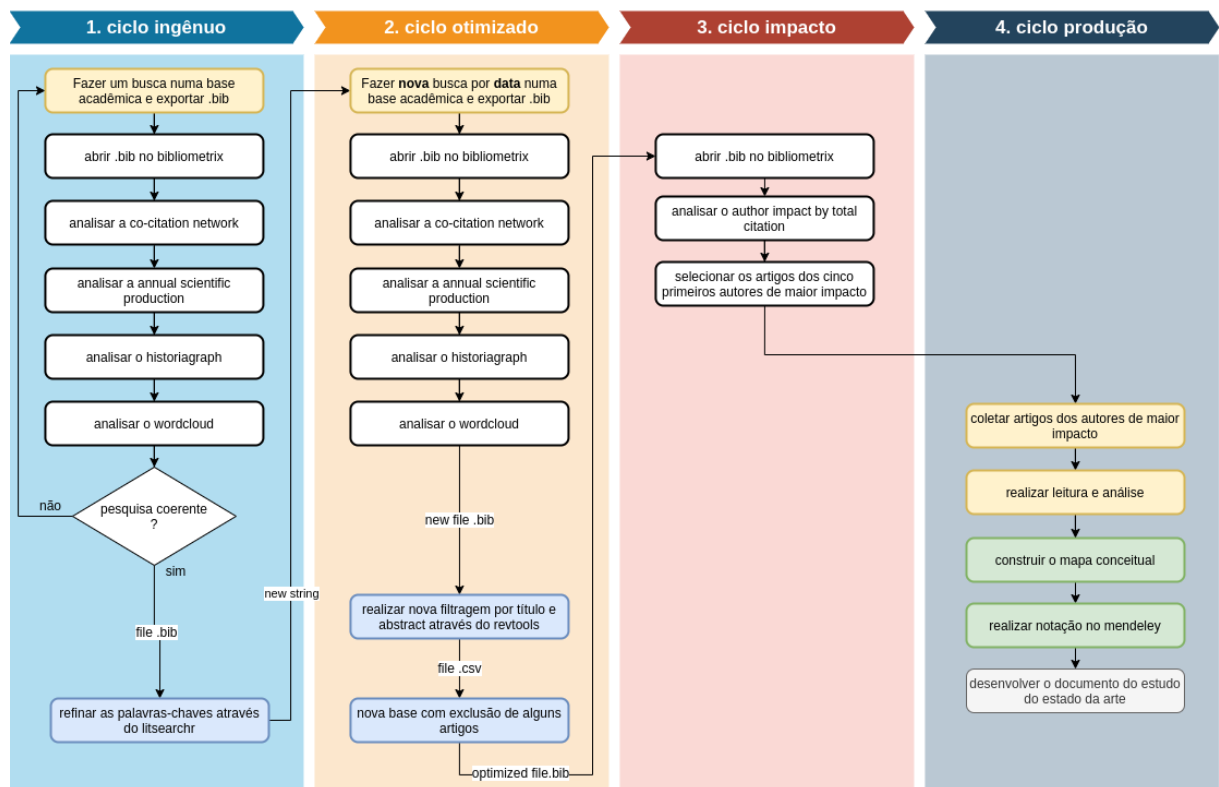 1. ciclo ingênuo
2. ciclo otimizado
3. ciclo impacto
4. ciclo produção
Fazer um busca numa base
acadêmica e exportar .bib
abrir .bib no bibliometrix
analisar a co-citation network
analisar a annual scientific
production
analisar o historiagraph
analisar o wordcloud
pesquisa coerente
?
não
sim
file .bib
refinar as palavras-chaves através
do litsearchr
new string
Fazer nova busca por data numa
base acadêmica e exportar .bib
abrir .bib no bibliometrix
analisar a co-citation network
analisar a annual scientific
production
analisar o historiagraph
analisar o wordcloud
new file .bib
realizar nova filtragem por título e
abstract através do revtools
file .csv
nova base com exclusão de alguns
artigos
optimized file.bib
abrir .bib no bibliometrix
analisar o author impact by total
citation
selecionar os artigos dos cinco
primeiros autores de maior impacto
coletar artigos dos autores de maior
impacto
realizar leitura e análise
construir o mapa conceitual
realizar notação no mendeley
desenvolver o documento do estudo
do estado da arte